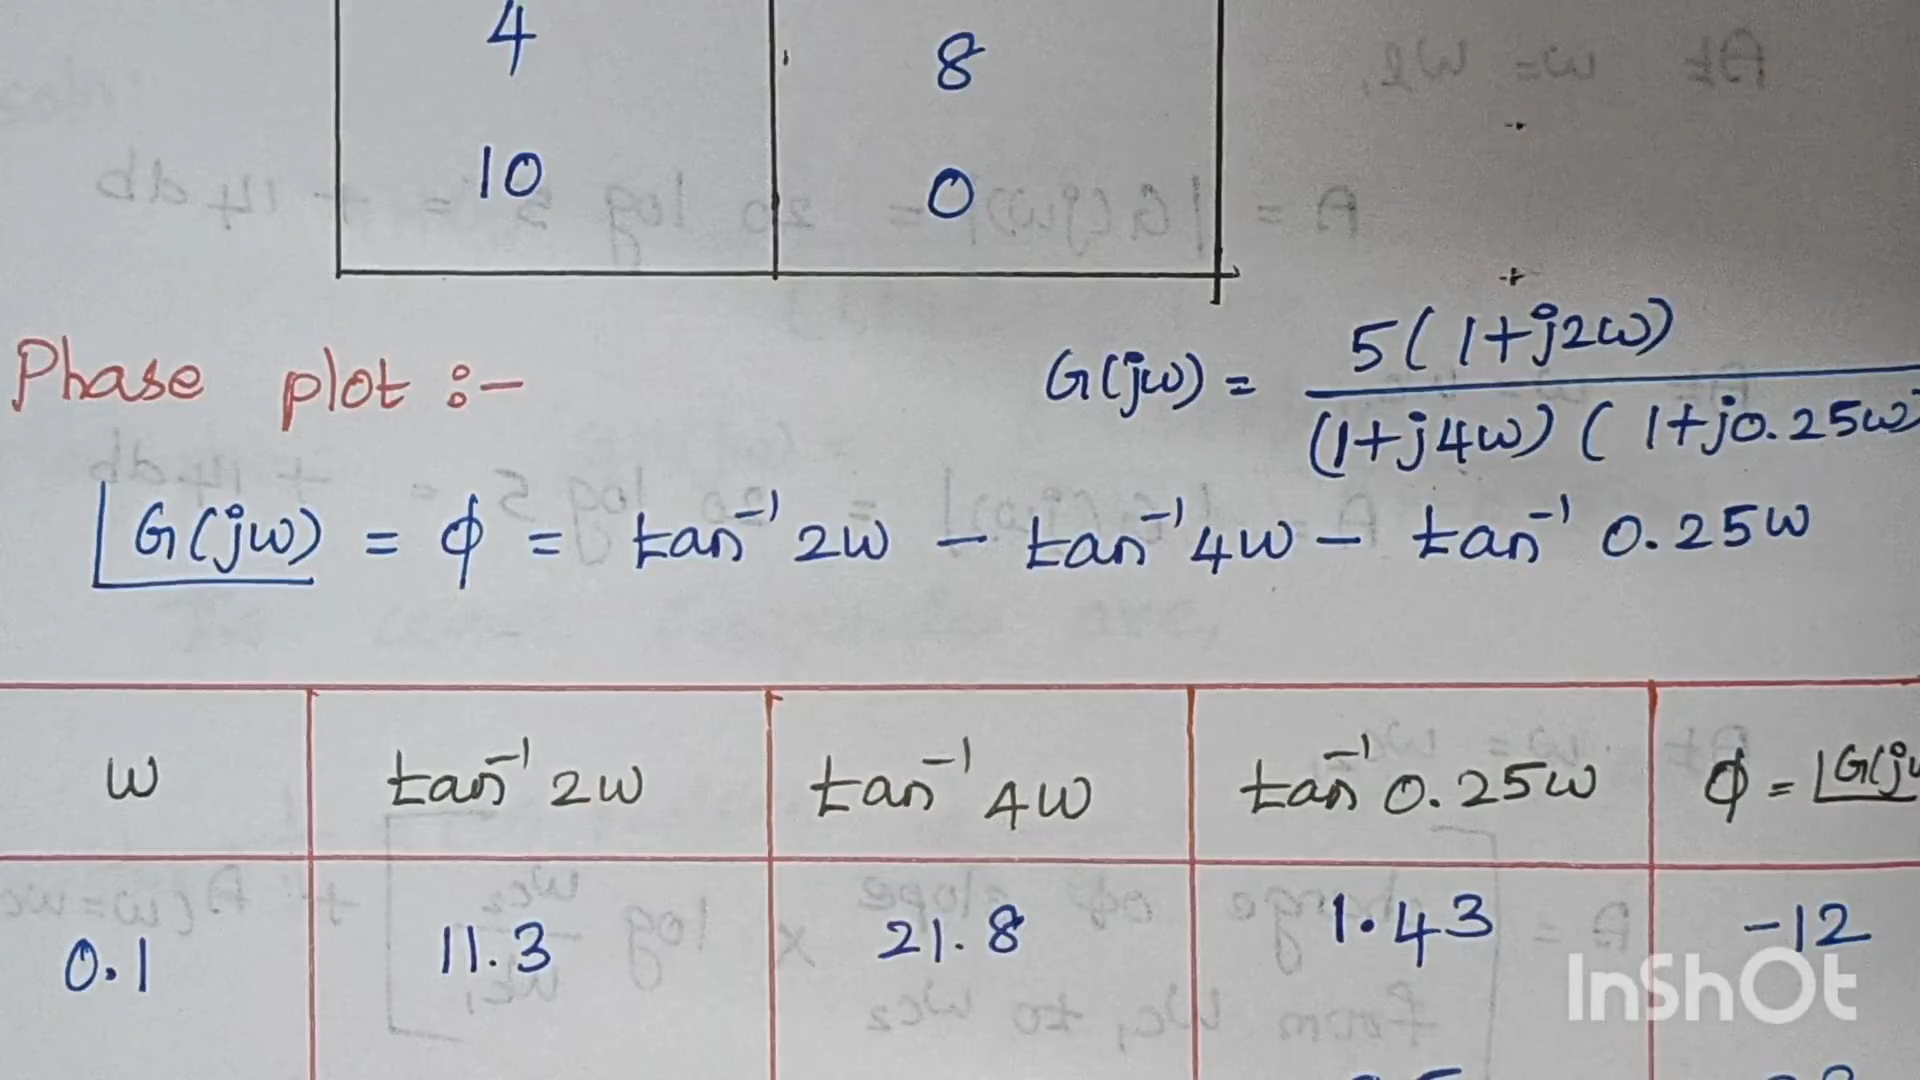 4 8
10 0
Phase plot :-
G(jω) = 5(1+j2ω)
(1+j4ω)(1+j0.25ω)
∠G(jω) = ϕ = tan⁻¹ 2ω - tan⁻¹ 4ω - tan⁻¹ 0.25ω
ω tan⁻¹ 2ω tan⁻¹ 4ω tan⁻¹ 0.25ω ϕ = ∠G(jω
0.1 11.3 21.8 1.43 -12
InShOt